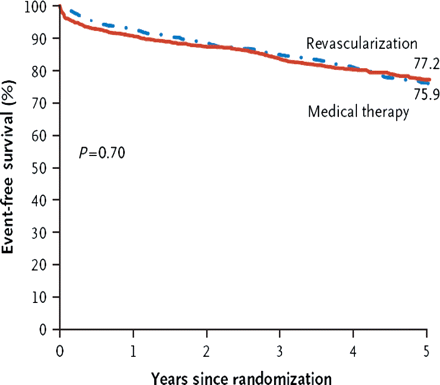 Event-free survival (%)
100
90
80
70
60
50
40
30
20
10
0
Revascularization
77.2
75.9
Medical therapy
P=0.70
0 1 2 3 4 5
Years since randomization